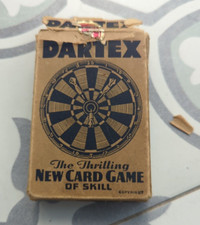 DARTEX
DARTEX
The Thrilling
NEW CARD GAME
OF SKILL